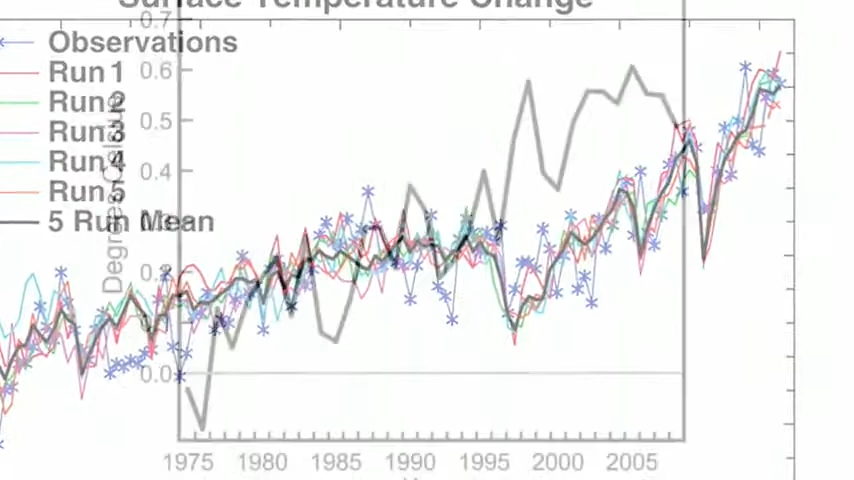 Surface Temperature Change
0.7
Observations
0.6
Run 1
Run 2
0.5
Run 3
Run 4
0.4
Run 5
5 Run Mean
0.3
Degrees Celsius
0.2
0.0
1975 1980 1985 1990 1995 2000 2005